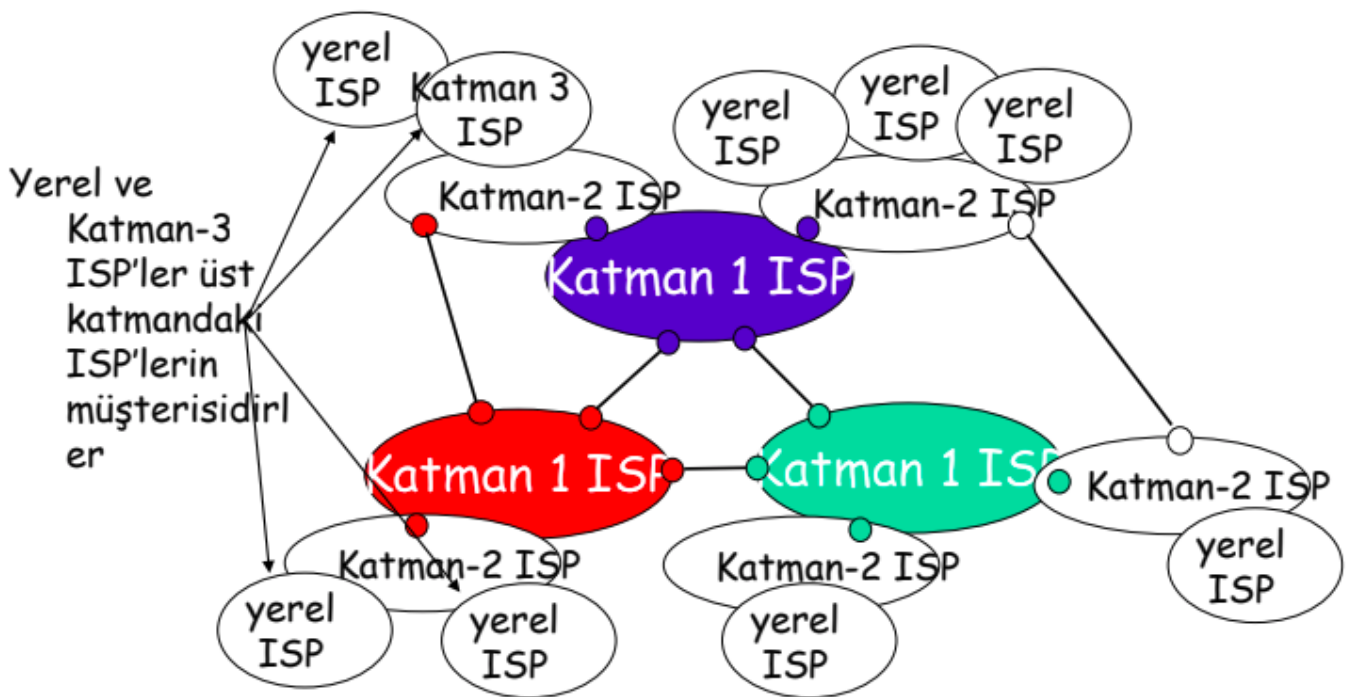 yerel
ISP
Katman 3
ISP
yerel
ISP
yerel
ISP
yerel
ISP
Katman-2 ISP
Katman-2 ISP
Yerel ve
Katman-3
ISP'ler üst
katmandaki
ISP'lerin
müşterisidirl
er
Katman 1 ISP
Katman 1 ISP
Katman 1 ISP
Katman-2 ISP
Katman-2 ISP
Katman-2 ISP
yerel
ISP
yerel
ISP
yerel
ISP
yerel
ISP